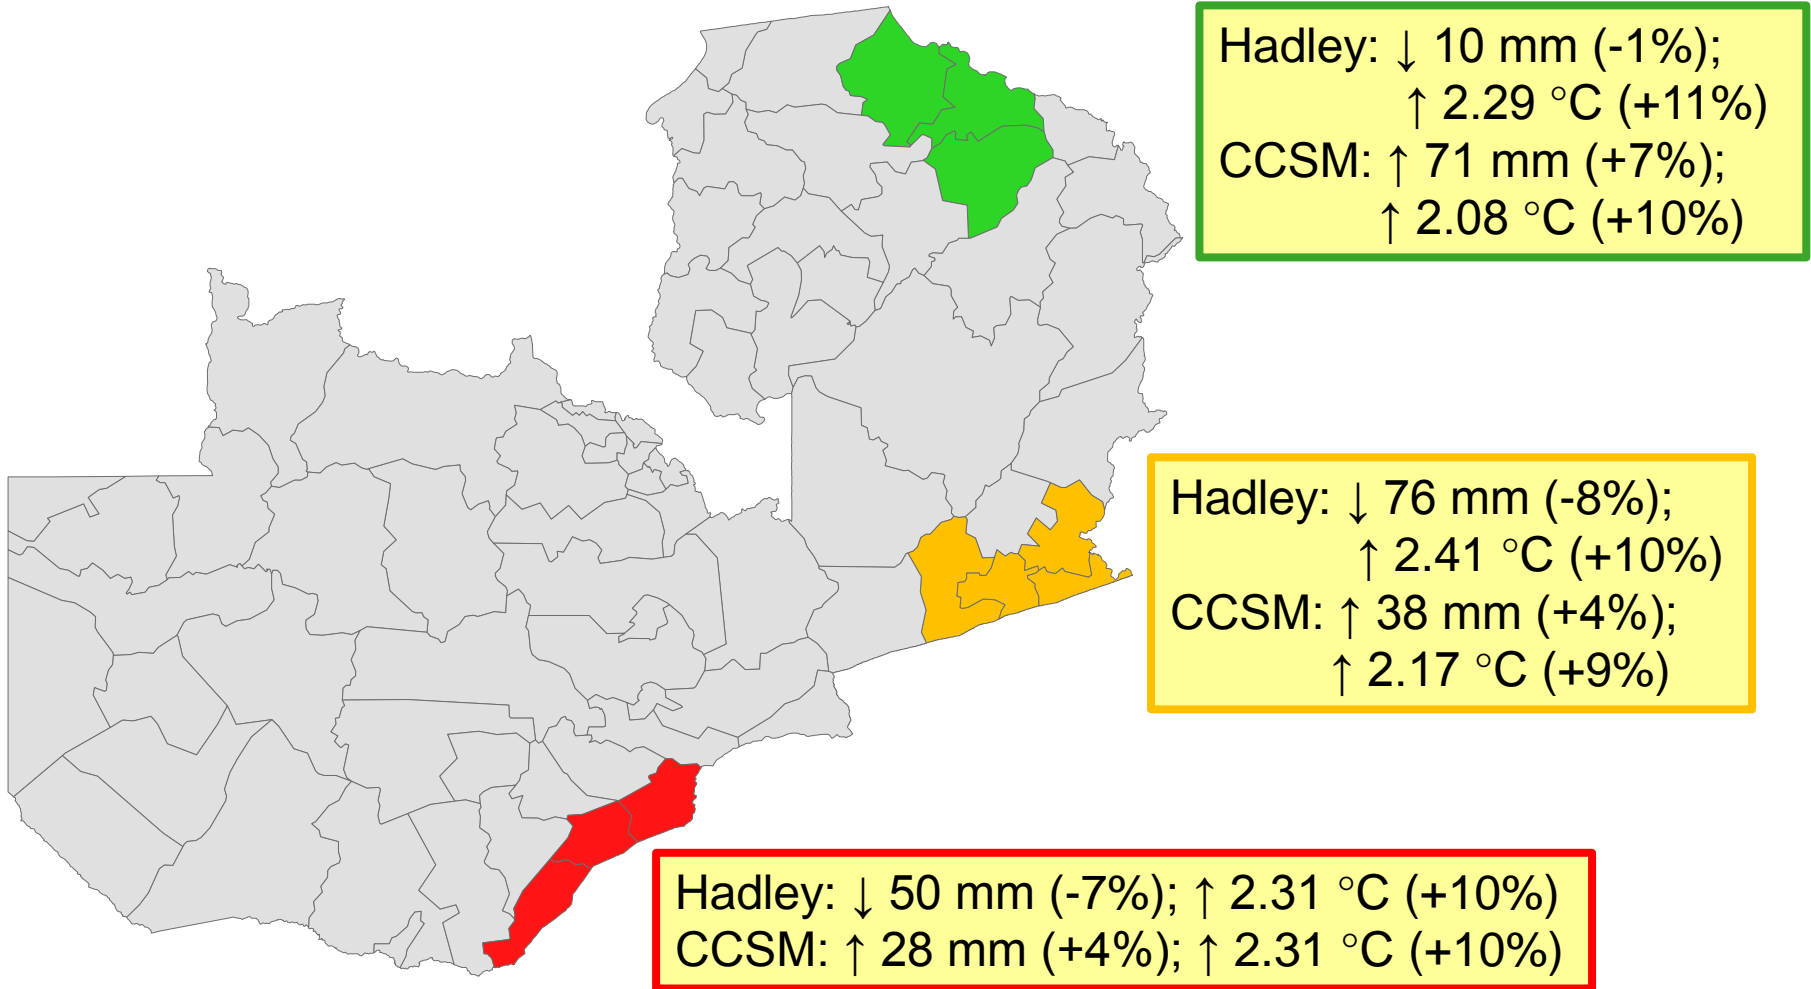 Hadley: ↓ 10 mm (-1%);
↑ 2.29 °C (+11%)
CCSM: ↑ 71 mm (+7%);
↑ 2.08 °C (+10%)
Hadley: ↓ 76 mm (-8%);
↑ 2.41 °C (+10%)
CCSM: ↑ 38 mm (+4%);
↑ 2.17 °C (+9%)
Hadley: ↓ 50 mm (-7%); ↑ 2.31 °C (+10%)
CCSM: ↑ 28 mm (+4%); ↑ 2.31 °C (+10%)